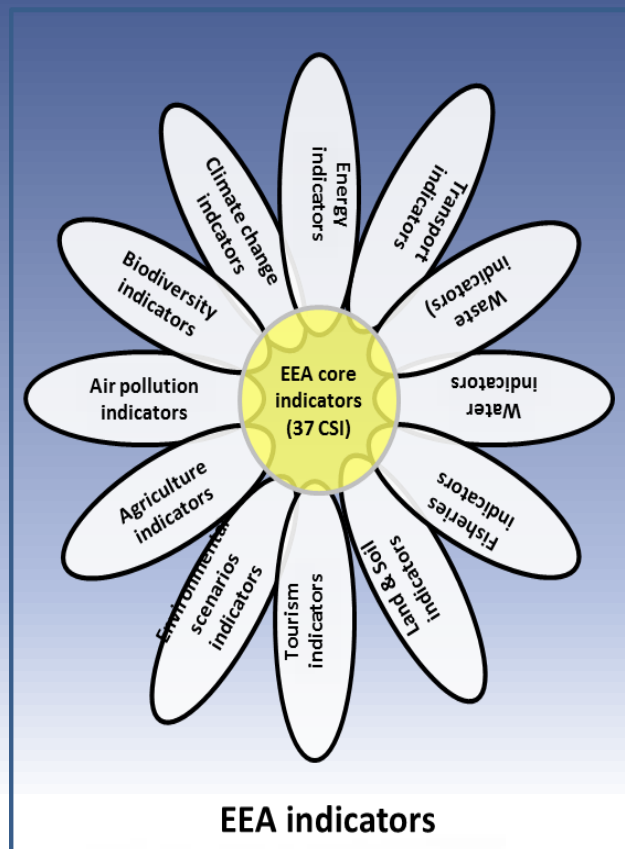 Energy
indicators
Transport
indicators
Waste
indicators)
Water
indicators
Fisheries
indicators
Land & Soil
indicators
Tourism
indicators
Environmental
scenarios
indicators
Agriculture
indicators
Air pollution
indicators
Biodiversity
indicators
Climate change
indcators
EEA core
indicators
(37 CSI)
EEA indicators